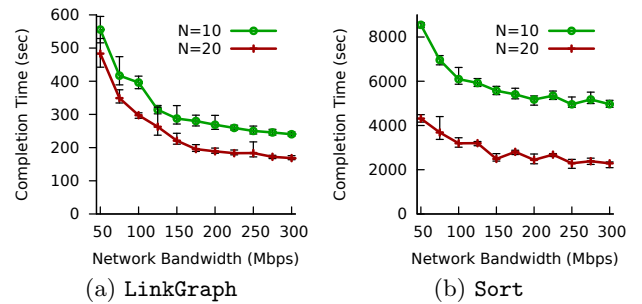 600
500
400
300
200
100
0
50 100 150 200 250 300
Completion Time (sec)
Network Bandwidth (Mbps)
N=10
N=20
(a) LinkGraph
8000
6000
4000
2000
0
50 100 150 200 250 300
Completion Time (sec)
Network Bandwidth (Mbps)
N=10
N=20
(b) Sort